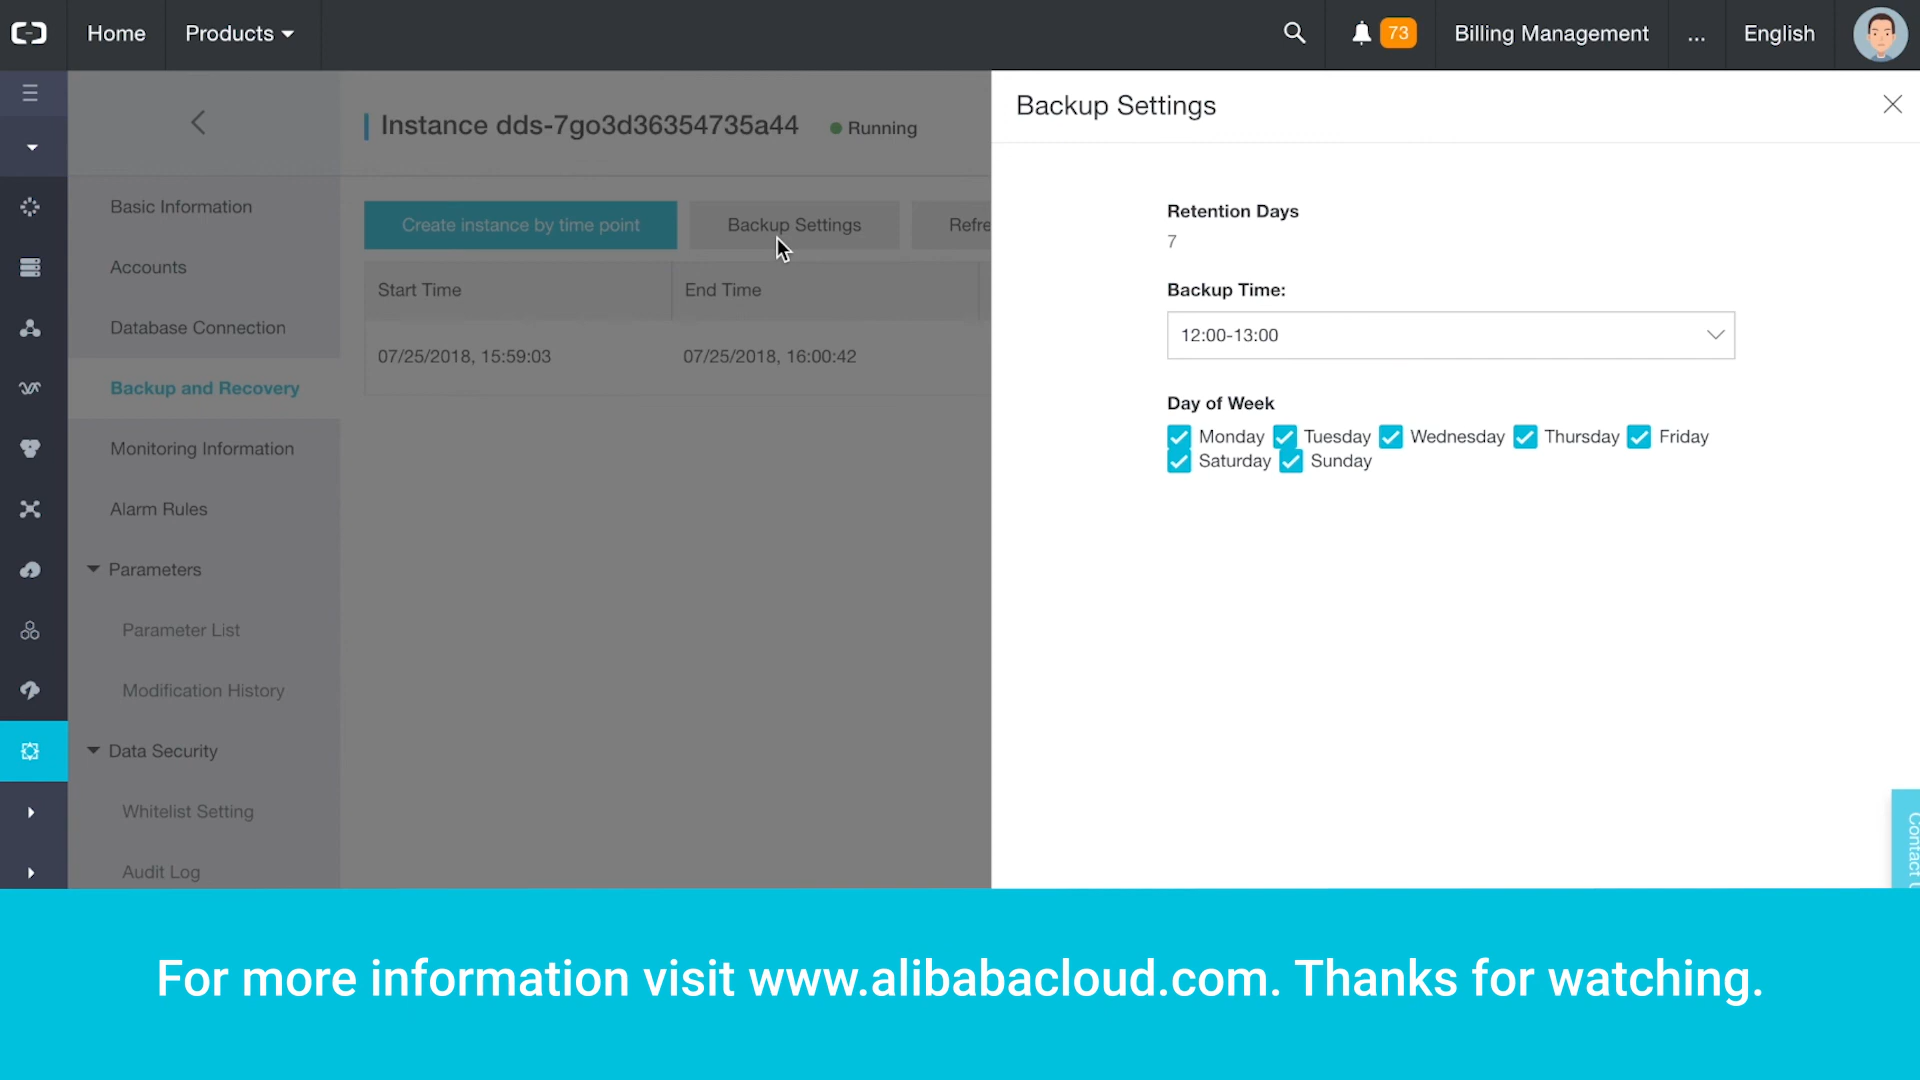 Home
Products
73
Billing Management
...
English
Instance dds-7go3d36354735a44
Running
Basic Information
Accounts
Database Connection
Backup and Recovery
Monitoring Information
Alarm Rules
Parameters
Parameter List
Modification History
Data Security
Whitelist Setting
Audit Log
Create instance by time point
Backup Settings
Refre
Start Time
End Time
07/25/2018, 15:59:03
07/25/2018, 16:00:42
Backup Settings
Retention Days
7
Backup Time:
12:00-13:00
Day of Week
Monday Tuesday Wednesday Thursday Friday
Saturday Sunday
Contact
For more information visit www.alibabacloud.com. Thanks for watching.